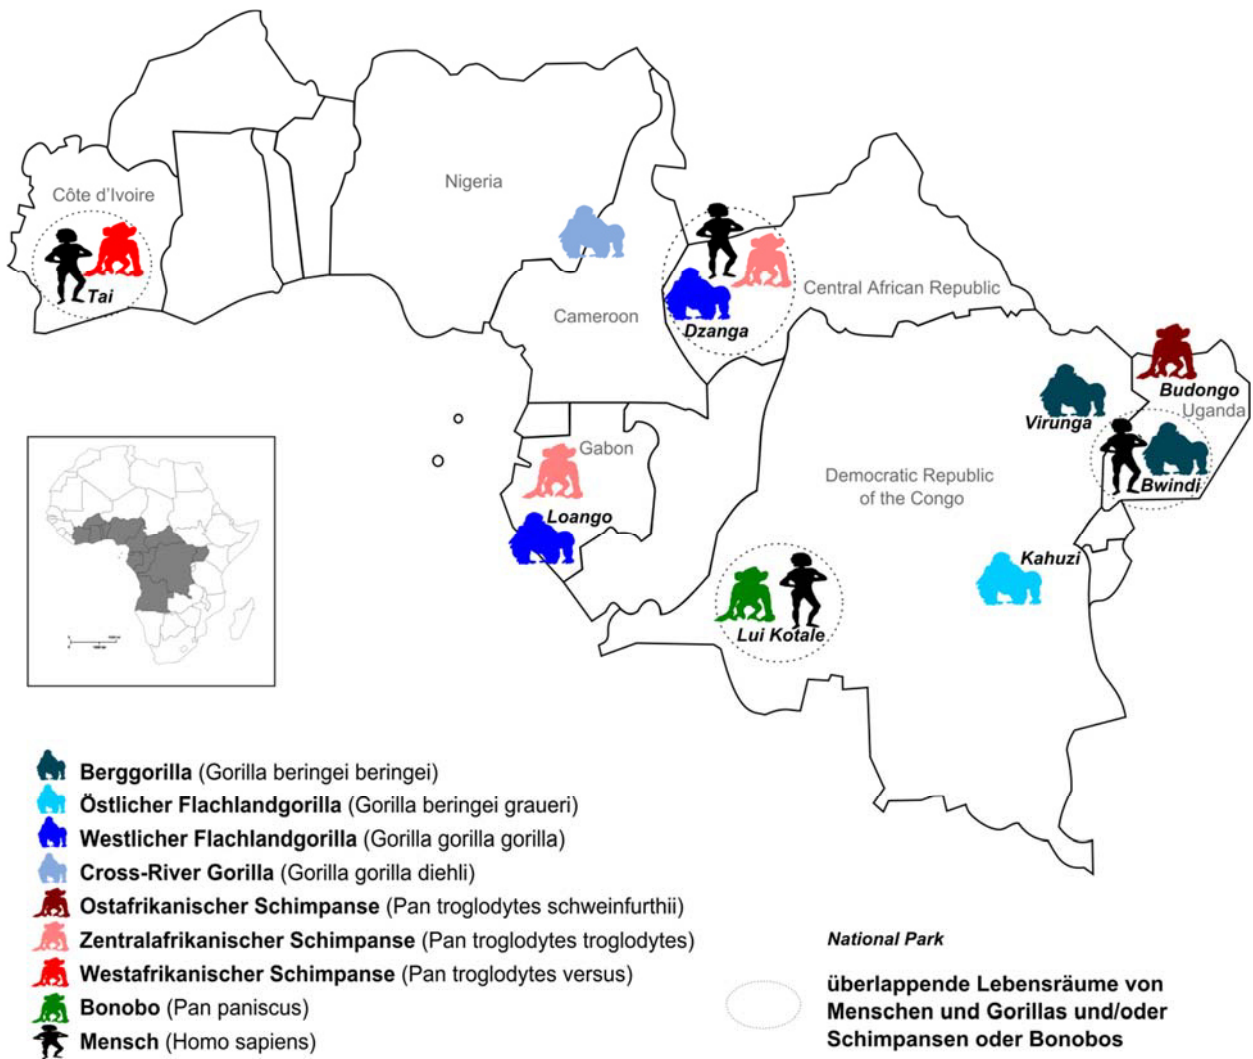 Nigeria
Côte d'Ivoire
Tai
Cameroon
Central African Republic
Dzanga
Budongo
Uganda
Virunga
Bwindi
Gabon
Loango
Democratic Republic
of the Congo
Kahuzi
Lui Kotale
Berggorilla (Gorilla beringei beringei)
Östlicher Flachlandgorilla (Gorilla beringei graueri)
Westlicher Flachlandgorilla (Gorilla gorilla gorilla)
Cross-River Gorilla (Gorilla gorilla diehli)
Ostafrikanischer Schimpanse (Pan troglodytes schweinfurthii)
Zentralafrikanischer Schimpanse (Pan troglodytes troglodytes)
Westafrikanischer Schimpanse (Pan troglodytes versus)
Bonobo (Pan paniscus)
Mensch (Homo sapiens)
National Park
überlappende Lebensräume von
Menschen und Gorillas und/oder
Schimpansen oder Bonobos